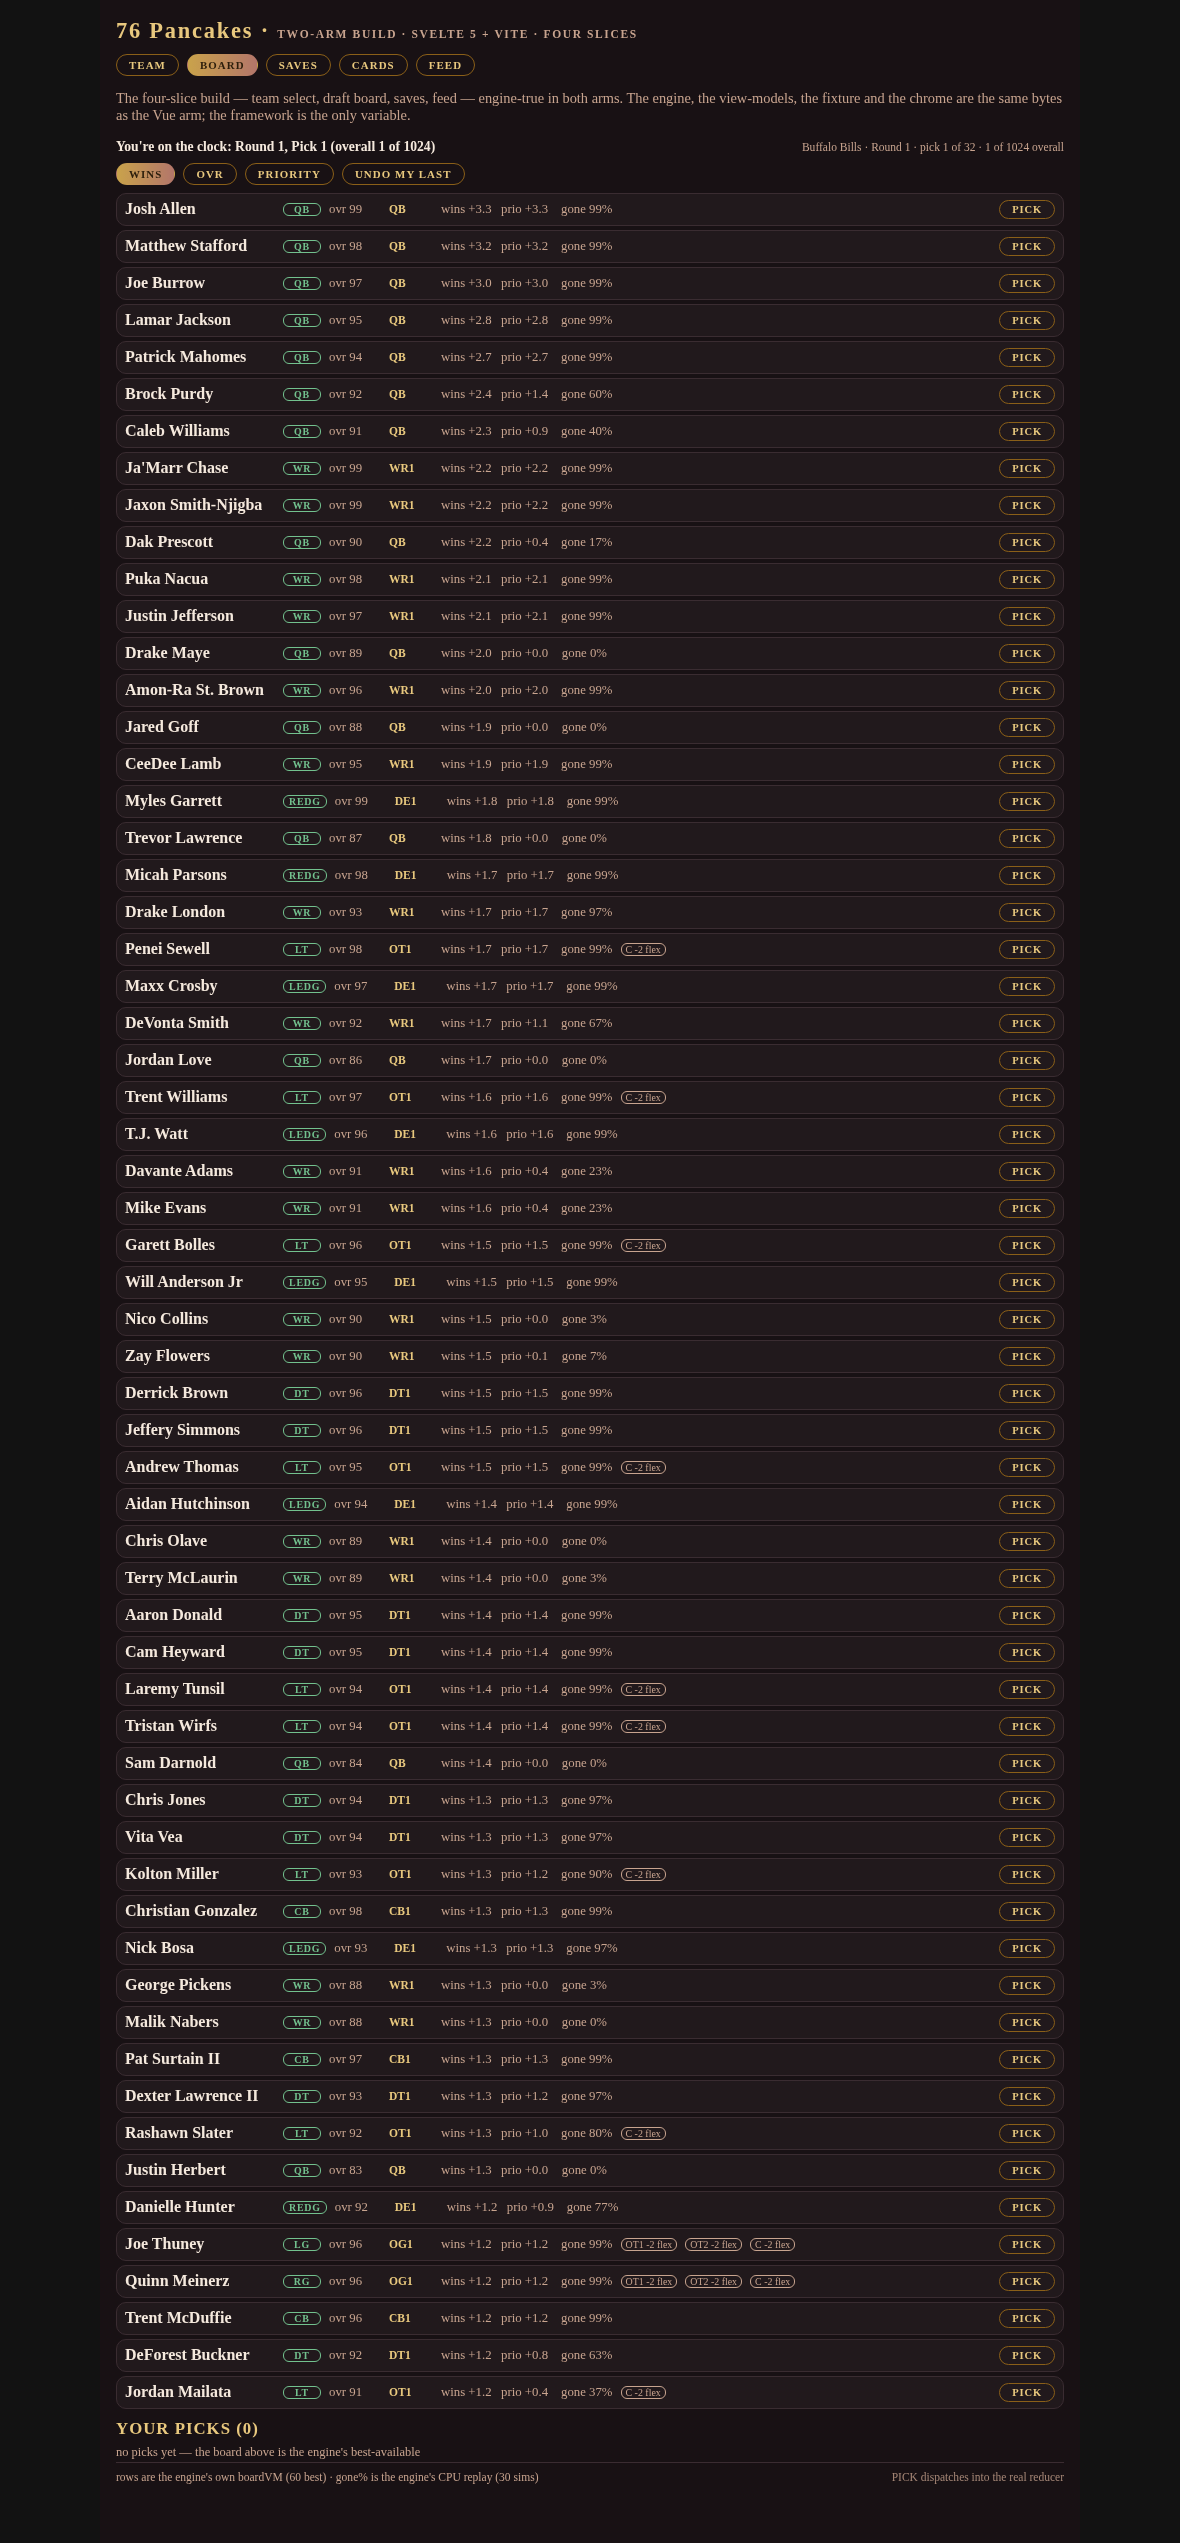 76 Pancakes · TWO-ARM BUILD · SVELTE 5 + VITE · FOUR SLICES
TEAM BOARD SAVES CARDS FEED
The four-slice build — team select, draft board, saves, feed — engine-true in both arms. The engine, the view-models, the fixture and the chrome are the same bytes
as the Vue arm; the framework is the only variable.
You're on the clock: Round 1, Pick 1 (overall 1 of 1024) Buffalo Bills · Round 1 · pick 1 of 32 · 1 of 1024 overall
WINS OVR PRIORITY UNDO MY LAST
Josh Allen QB ovr 99 QB wins +3.3 prio +3.3 gone 99% PICK
Matthew Stafford QB ovr 98 QB wins +3.2 prio +3.2 gone 99% PICK
Joe Burrow QB ovr 97 QB wins +3.0 prio +3.0 gone 99% PICK
Lamar Jackson QB ovr 95 QB wins +2.8 prio +2.8 gone 99% PICK
Patrick Mahomes QB ovr 94 QB wins +2.7 prio +2.7 gone 99% PICK
Brock Purdy QB ovr 92 QB wins +2.4 prio +1.4 gone 60% PICK
Caleb Williams QB ovr 91 QB wins +2.3 prio +0.9 gone 40% PICK
Ja'Marr Chase WR ovr 99 WR1 wins +2.2 prio +2.2 gone 99% PICK
Jaxon Smith-Njigba WR ovr 99 WR1 wins +2.2 prio +2.2 gone 99% PICK
Dak Prescott QB ovr 90 QB wins +2.2 prio +0.4 gone 17% PICK
Puka Nacua WR ovr 98 WR1 wins +2.1 prio +2.1 gone 99% PICK
Justin Jefferson WR ovr 97 WR1 wins +2.1 prio +2.1 gone 99% PICK
Drake Maye QB ovr 89 QB wins +2.0 prio +0.0 gone 0% PICK
Amon-Ra St. Brown WR ovr 96 WR1 wins +2.0 prio +2.0 gone 99% PICK
Jared Goff QB ovr 88 QB wins +1.9 prio +0.0 gone 0% PICK
CeeDee Lamb WR ovr 95 WR1 wins +1.9 prio +1.9 gone 99% PICK
Myles Garrett REDG ovr 99 DE1 wins +1.8 prio +1.8 gone 99% PICK
Trevor Lawrence QB ovr 87 QB wins +1.8 prio +0.0 gone 0% PICK
Micah Parsons REDG ovr 98 DE1 wins +1.7 prio +1.7 gone 99% PICK
Drake London WR ovr 93 WR1 wins +1.7 prio +1.7 gone 97% PICK
Penei Sewell LT ovr 98 OT1 wins +1.7 prio +1.7 gone 99% C -2 flex PICK
Maxx Crosby LEDG ovr 97 DE1 wins +1.7 prio +1.7 gone 99% PICK
DeVonta Smith WR ovr 92 WR1 wins +1.7 prio +1.1 gone 67% PICK
Jordan Love QB ovr 86 QB wins +1.7 prio +0.0 gone 0% PICK
Trent Williams LT ovr 97 OT1 wins +1.6 prio +1.6 gone 99% C -2 flex PICK
T.J. Watt LEDG ovr 96 DE1 wins +1.6 prio +1.6 gone 99% PICK
Davante Adams WR ovr 91 WR1 wins +1.6 prio +0.4 gone 23% PICK
Mike Evans WR ovr 91 WR1 wins +1.6 prio +0.4 gone 23% PICK
Garett Bolles LT ovr 96 OT1 wins +1.5 prio +1.5 gone 99% C -2 flex PICK
Will Anderson Jr LEDG ovr 95 DE1 wins +1.5 prio +1.5 gone 99% PICK
Nico Collins WR ovr 90 WR1 wins +1.5 prio +0.0 gone 3% PICK
Zay Flowers WR ovr 90 WR1 wins +1.5 prio +0.1 gone 7% PICK
Derrick Brown DT ovr 96 DT1 wins +1.5 prio +1.5 gone 99% PICK
Jeffery Simmons DT ovr 96 DT1 wins +1.5 prio +1.5 gone 99% PICK
Andrew Thomas LT ovr 95 OT1 wins +1.5 prio +1.5 gone 99% C -2 flex PICK
Aidan Hutchinson LEDG ovr 94 DE1 wins +1.4 prio +1.4 gone 99% PICK
Chris Olave WR ovr 89 WR1 wins +1.4 prio +0.0 gone 0% PICK
Terry McLaurin WR ovr 89 WR1 wins +1.4 prio +0.0 gone 3% PICK
Aaron Donald DT ovr 95 DT1 wins +1.4 prio +1.4 gone 99% PICK
Cam Heyward DT ovr 95 DT1 wins +1.4 prio +1.4 gone 99% PICK
Laremy Tunsil LT ovr 94 OT1 wins +1.4 prio +1.4 gone 99% C -2 flex PICK
Tristan Wirfs LT ovr 94 OT1 wins +1.4 prio +1.4 gone 99% C -2 flex PICK
Sam Darnold QB ovr 84 QB wins +1.4 prio +0.0 gone 0% PICK
Chris Jones DT ovr 94 DT1 wins +1.3 prio +1.3 gone 97% PICK
Vita Vea DT ovr 94 DT1 wins +1.3 prio +1.3 gone 97% PICK
Kolton Miller LT ovr 93 OT1 wins +1.3 prio +1.2 gone 90% C -2 flex PICK
Christian Gonzalez CB ovr 98 CB1 wins +1.3 prio +1.3 gone 99% PICK
Nick Bosa LEDG ovr 93 DE1 wins +1.3 prio +1.3 gone 97% PICK
George Pickens WR ovr 88 WR1 wins +1.3 prio +0.0 gone 3% PICK
Malik Nabers WR ovr 88 WR1 wins +1.3 prio +0.0 gone 0% PICK
Pat Surtain II CB ovr 97 CB1 wins +1.3 prio +1.3 gone 99% PICK
Dexter Lawrence II DT ovr 93 DT1 wins +1.3 prio +1.2 gone 97% PICK
Rashawn Slater LT ovr 92 OT1 wins +1.3 prio +1.0 gone 80% C -2 flex PICK
Justin Herbert QB ovr 83 QB wins +1.3 prio +0.0 gone 0% PICK
Danielle Hunter REDG ovr 92 DE1 wins +1.2 prio +0.9 gone 77% PICK
Joe Thuney LG ovr 96 OG1 wins +1.2 prio +1.2 gone 99% OT1 -2 flex OT2 -2 flex C -2 flex PICK
Quinn Meinerz RG ovr 96 OG1 wins +1.2 prio +1.2 gone 99% OT1 -2 flex OT2 -2 flex C -2 flex PICK
Trent McDuffie CB ovr 96 CB1 wins +1.2 prio +1.2 gone 99% PICK
DeForest Buckner DT ovr 92 DT1 wins +1.2 prio +0.8 gone 63% PICK
Jordan Mailata LT ovr 91 OT1 wins +1.2 prio +0.4 gone 37% C -2 flex PICK
YOUR PICKS (0)
no picks yet — the board above is the engine's best-available
rows are the engine's own boardVM (60 best) · gone% is the engine's CPU replay (30 sims) PICK dispatches into the real reducer